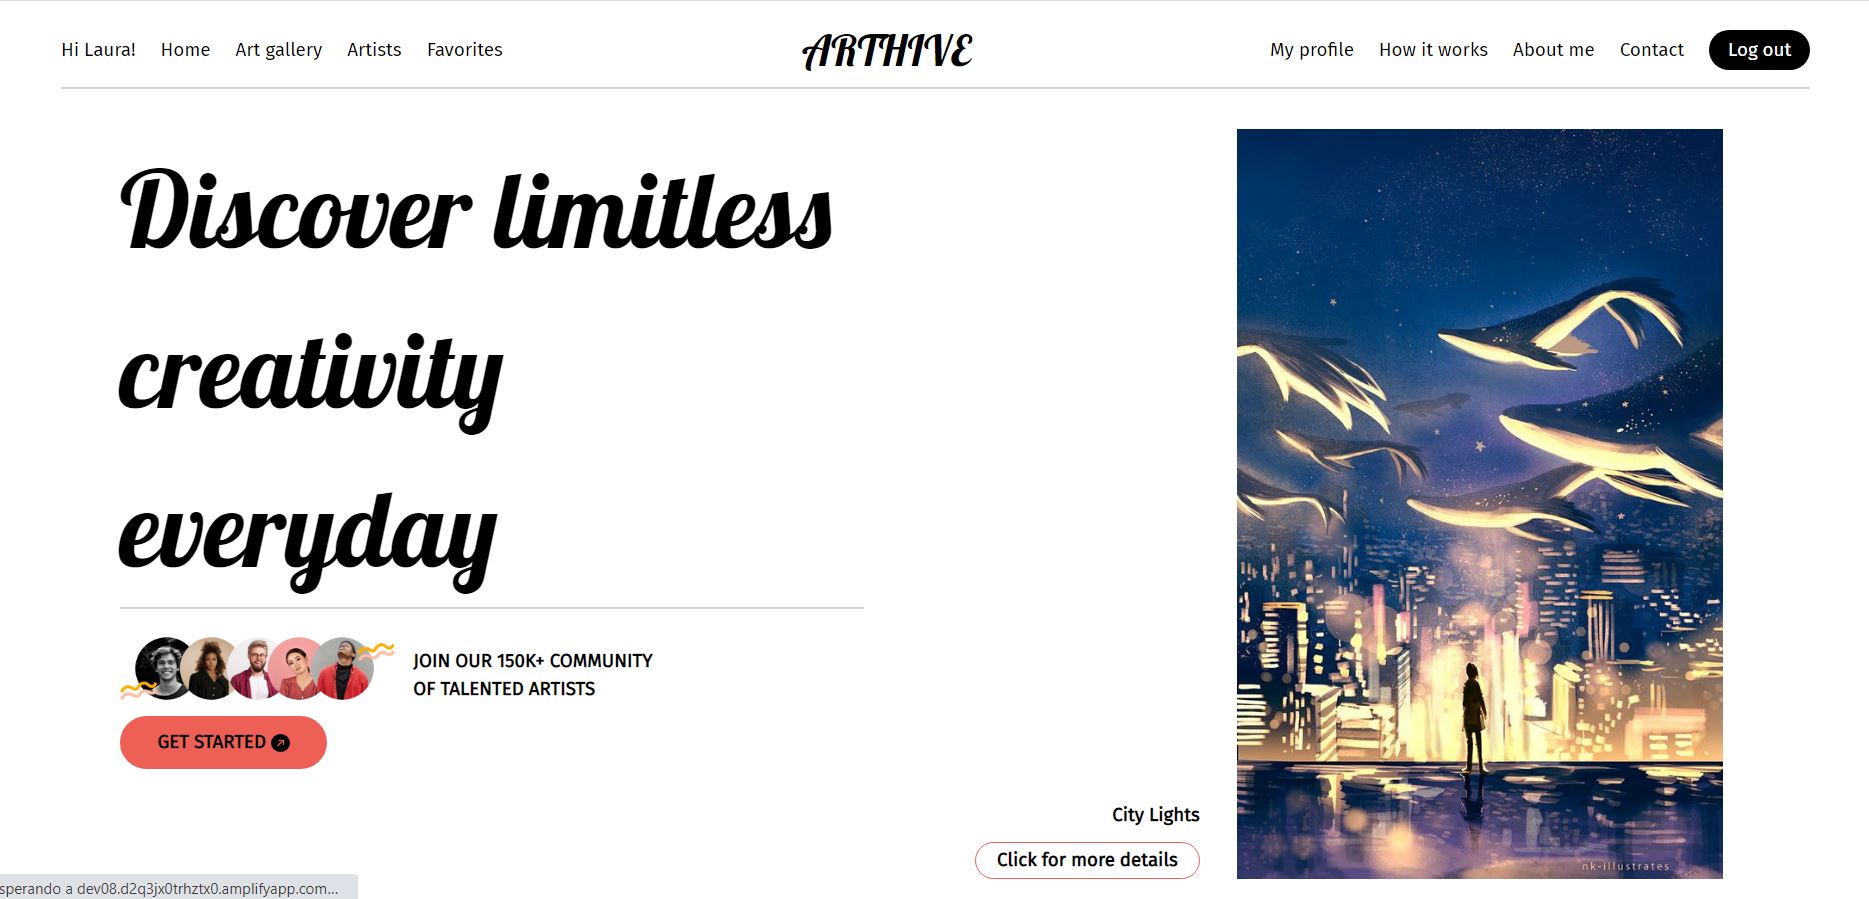 Hi Laura! Home Art gallery Artists Favorites ARTHIVE My profile How it works About me Contact Log out
Discover limitless
creativity
everyday
JOIN OUR 150K+ COMMUNITY
OF TALENTED ARTISTS
GET STARTED
City Lights
Click for more details
nk-illustrates
sperando a dev08.d2q3jx0trhztx0.amplifyapp.com...